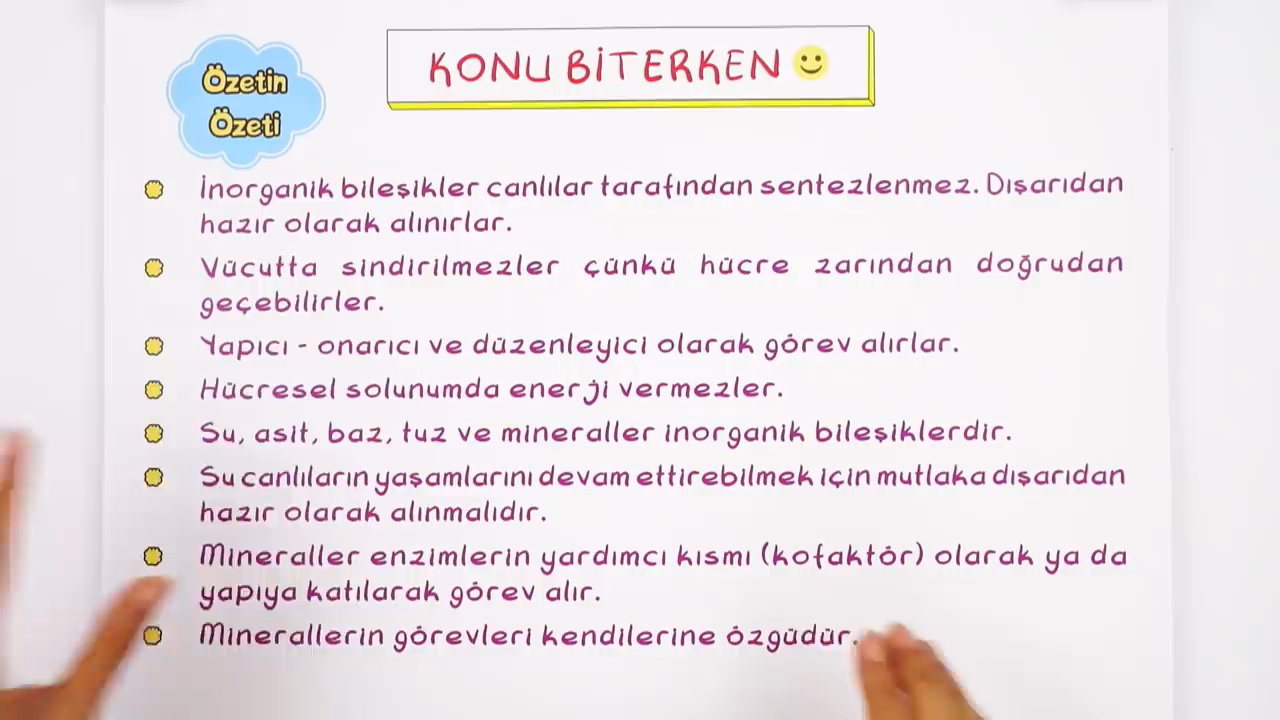 Özetin
Özeti
KONU BİTERKEN
İnorganik bileşikler canlılar tarafından sentezlenmez. Dışarıdan
hazır olarak alınırlar.
Vücutta sindirilmezler çünkü hücre zarından doğrudan
geçebilirler.
Yapıcı - onarıcı ve düzenleyici olarak görev alırlar.
Hücresel solunumda enerji vermezler.
Su, asit, baz, tuz ve mineraller inorganik bileşiklerdir.
Su canlıların yaşamlarını devam ettirebilmek için mutlaka dışarıdan
hazır olarak alınmalıdır.
Mineraller enzimlerin yardımcı kısmı (kofaktör) olarak ya da
yapıya katılarak görev alır.
Minerallerin görevleri kendilerine özgüdür.